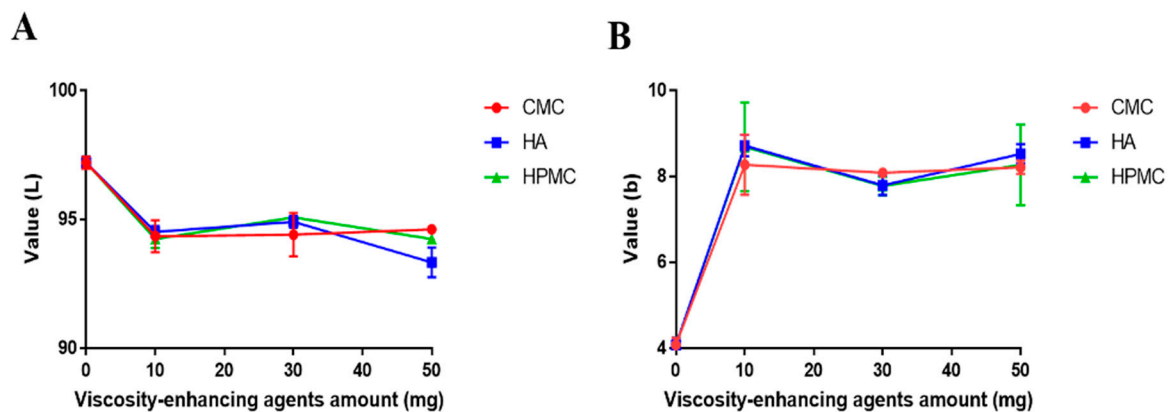 A
100
95
90
Value (L)
0 10 20 30 40 50
Viscosity-enhancing agents amount (mg)
CMC
HA
HPMC
B
10
8
6
4
Value (b)
0 10 20 30 40 50
Viscosity-enhancing agents amount (mg)
CMC
HA
HPMC